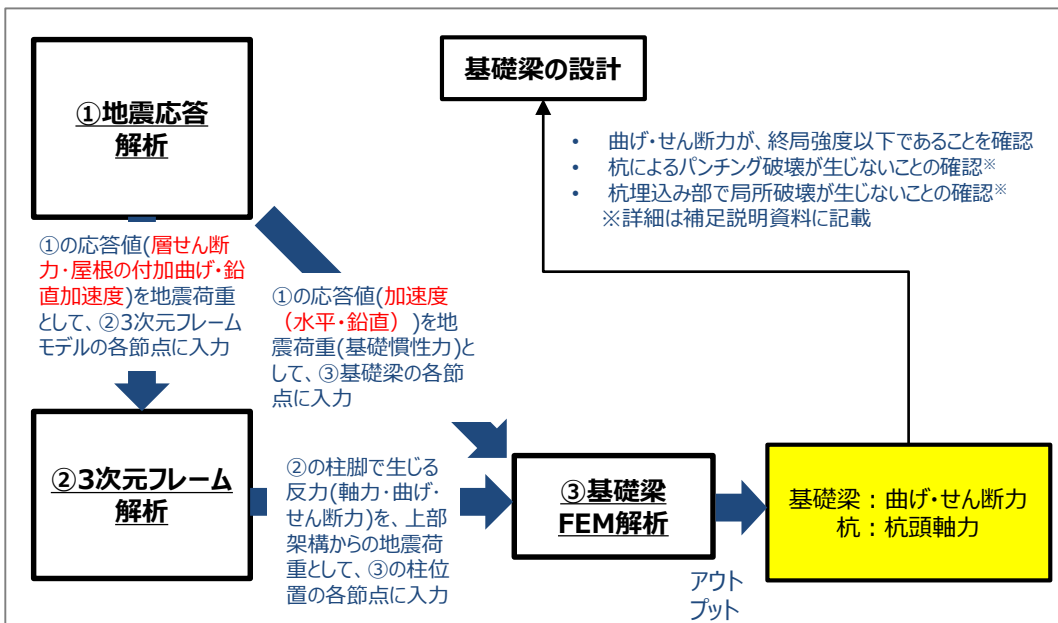 ①地震応答
解析
基礎梁の設計
• 曲げ・せん断力が、終局強度以下であることを確認
• 杭によるパンチング破壊が生じないことの確認※
• 杭埋込み部で局所破壊が生じないことの確認※
※詳細は補足説明資料に記載
①の応答値(層せん断
力・屋根の付加曲げ・鉛
直加速度)を地震荷重
として、②3次元フレーム
モデルの各節点に入力
①の応答値(加速度
（水平・鉛直）)を地
震荷重(基礎慣性力)と
して、③基礎梁の各節
点に入力
②3次元フレーム
解析
②の柱脚で生じる
反力(軸力・曲げ・
せん断力)を、上部
架構からの地震荷
重として、③の柱位
置の各節点に入力
③基礎梁
FEM解析
アウト
プット
基礎梁：曲げ・せん断力
杭：杭頭軸力